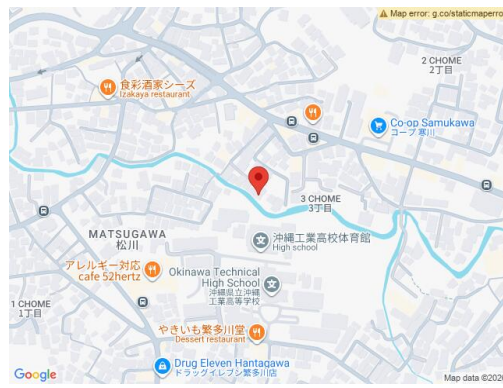 Map error: g.co/staticmaperro
2 CHOME
2丁目
食彩酒家シーズ
Izakaya restaurant
Co-op Samukawa
コープ寒川
3 CHOME
3丁目
MATSUGAWA
松川
沖縄工業高校体育館
High school
アレルギー対応
cafe 52hertz
Okinawa Technical
High School
沖縄県立沖縄
工業高等学校
1 CHOME
1丁目
やきいも繁多川堂
Dessert restaurant
Drug Eleven Hantagawa
ドラッグイレブン繁多川店
Google
Map data ©202